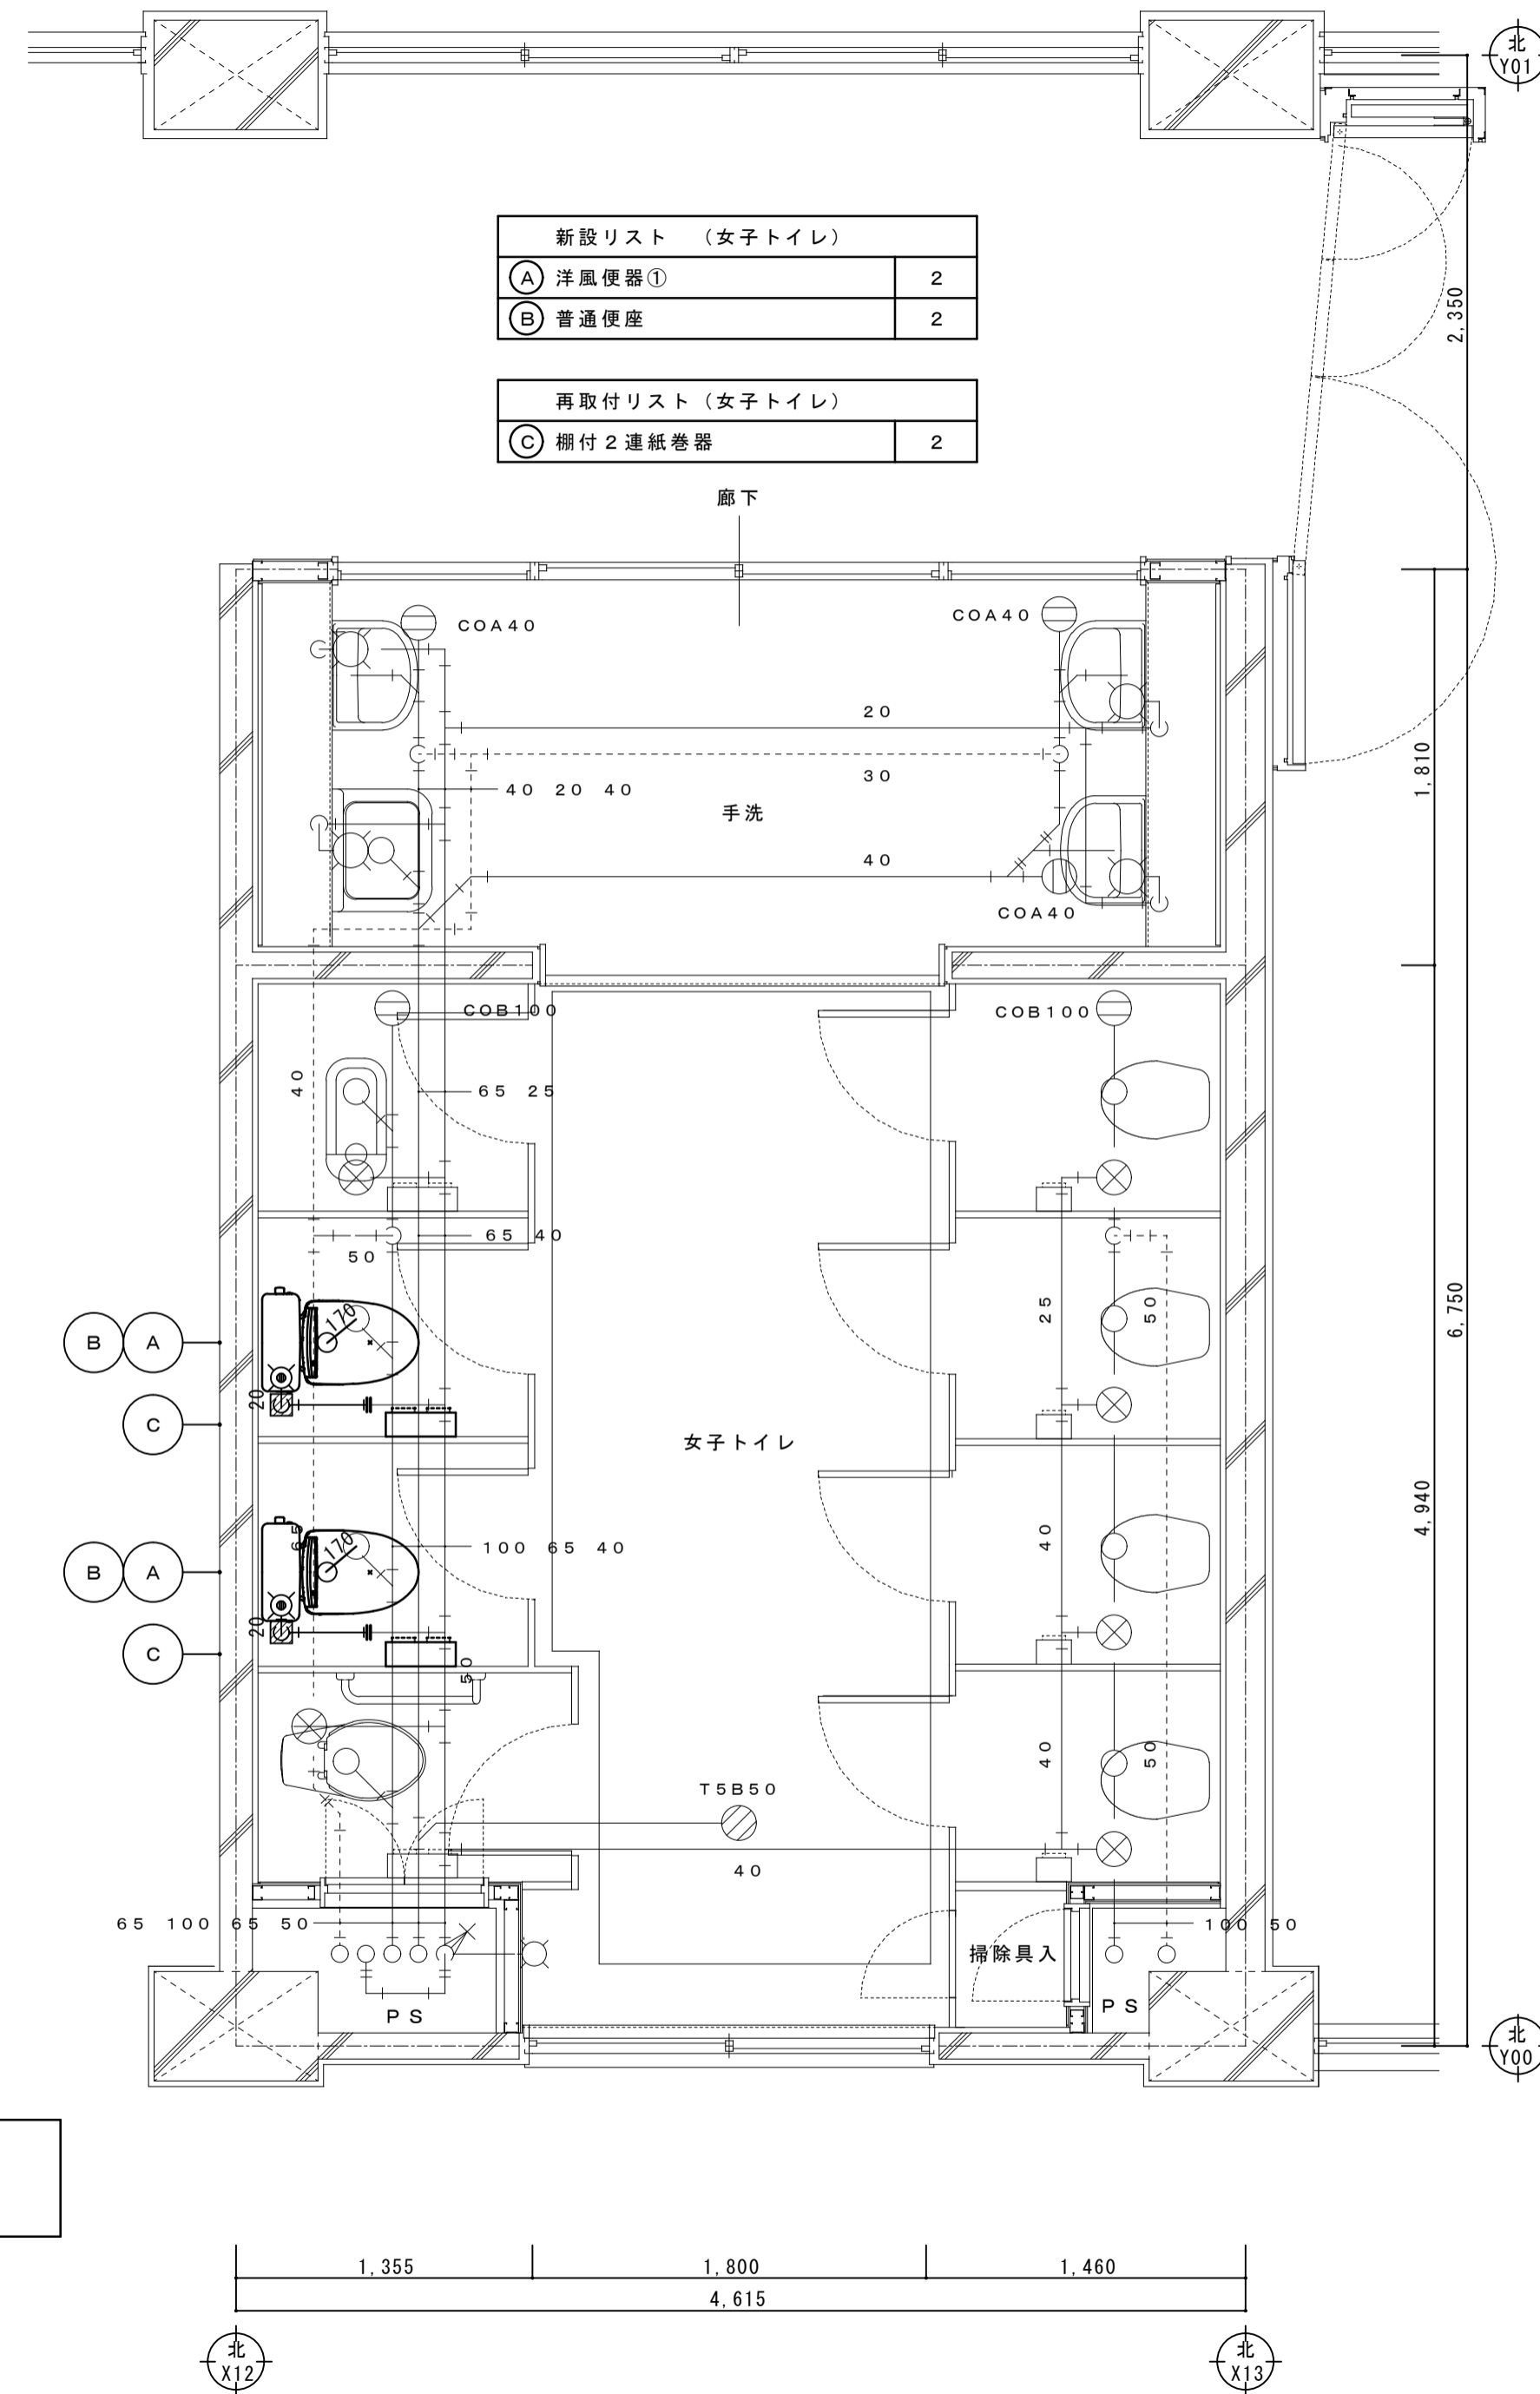 北
Y01
新設リスト　（女子トイレ）
A 洋風便器① 2
B 普通便座 2
2,350
再取付リスト（女子トイレ）
C 棚付２連紙巻器 2
廊下
COA40
COA40
20
30
1,810
40 20 40
手洗
40
COA40
COB100
COB100
40
65 25
65 40
50
25
50
6,750
B A
170
20
C
女子トイレ
4,940
65
170
100 65 40
40
B A
20
C
50
40
50
T5B50
40
65 100 65 50
100 50
掃除具入
PS
PS
北
Y00
1,355
1,800
1,460
4,615
北
X12
北
X13